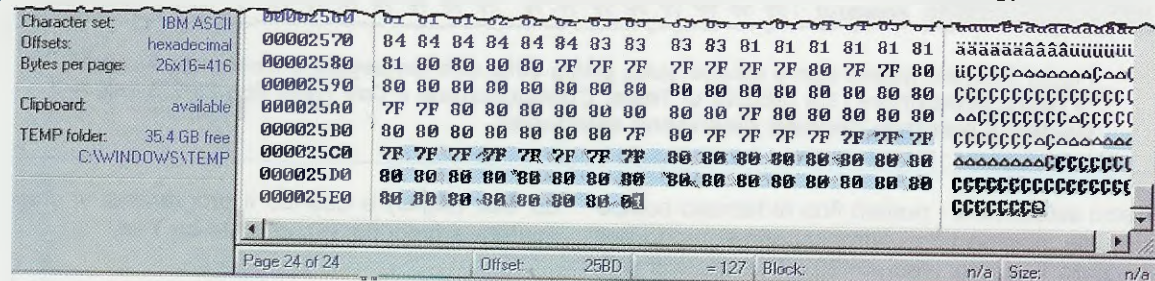 Character set: IBM ASCII
Offsets: hexadecimal
Bytes per page: 26x16=416
Clipboard: available
TEMP folder: 35.4 GB free
C:\WINDOWS\TEMP
00002570 84 84 84 84 84 84 83 83 83 83 81 81 81 81 81 81 ääääääââââüüüüüü
00002580 81 80 80 80 80 7F 7F 7F 7F 7F 7F 7F 80 7F 7F 80 üÇÇÇÇ⌂⌂⌂⌂⌂⌂⌂Ç⌂⌂Ç
00002590 80 80 80 80 80 80 80 80 80 80 80 80 80 80 80 80 ÇÇÇÇÇÇÇÇÇÇÇÇÇÇÇÇ
000025A0 7F 7F 80 80 80 80 80 80 80 80 7F 80 80 80 80 80 ⌂⌂ÇÇÇÇÇÇÇÇ⌂ÇÇÇÇÇ
000025B0 80 80 80 80 80 80 80 7F 80 7F 7F 7F 7F 7F 7F 7F ÇÇÇÇÇÇÇ⌂Ç⌂⌂⌂⌂⌂⌂⌂
000025C0 7F 7F 7F 7F 7F 7F 7F 7F 80 80 80 80 80 80 80 80 ⌂⌂⌂⌂⌂⌂⌂⌂ÇÇÇÇÇÇÇÇ
000025D0 80 80 80 80 80 80 80 80 80 80 80 80 80 80 80 80 ÇÇÇÇÇÇÇÇÇÇÇÇÇÇÇÇ
000025E0 80 80 80 80 80 80 80 ÇÇÇÇÇÇÇ
Page 24 of 24 Offset: 25BD = 127 Block: n/a Size: n/a